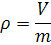 ρ = V/m